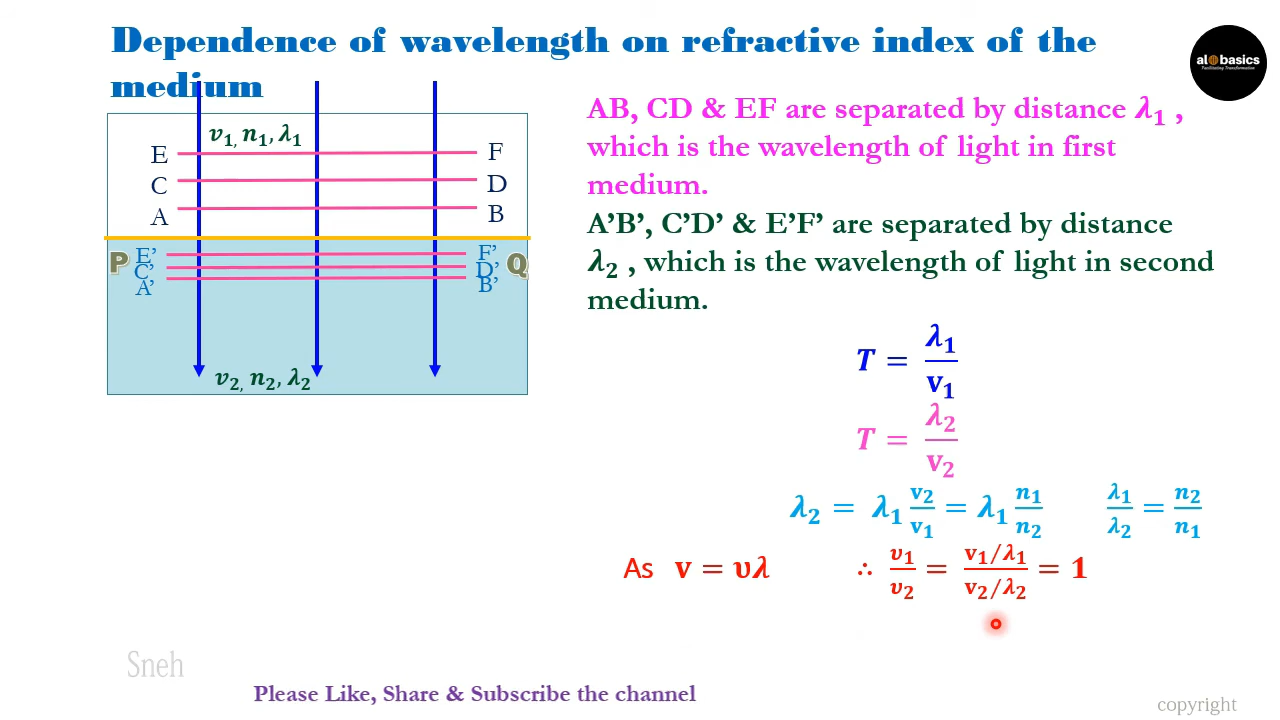 Dependence of wavelength on refractive index of the
medium
al basics
Facilitating Transformation
v₁, n₁, λ₁
E F
C D
A B
P E' F' Q
C' D'
A' B'
v₂, n₂, λ₂
AB, CD & EF are separated by distance λ₁ ,
which is the wavelength of light in first
medium.
A'B', C'D' & E'F' are separated by distance
λ₂ , which is the wavelength of light in second
medium.
T = λ₁/v₁
T = λ₂/v₂
λ₂ = λ₁ v₂/v₁ = λ₁ n₁/n₂ λ₁/λ₂ = n₂/n₁
As v = υλ ∴ υ₁/υ₂ = (v₁/λ₁)/(v₂/λ₂) = 1
Sneh
Please Like, Share & Subscribe the channel
copyright